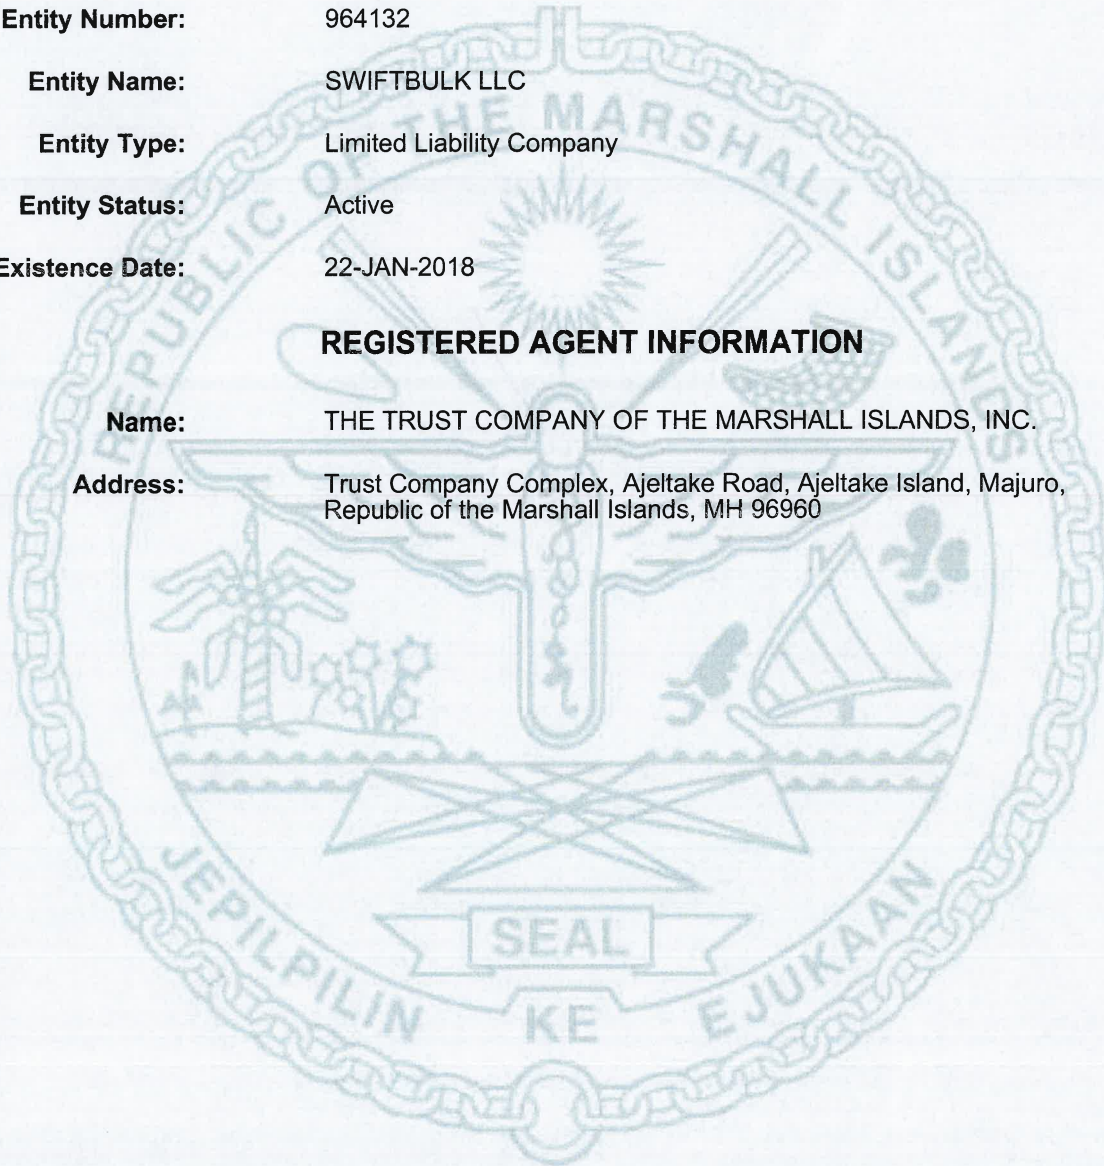 Entity Number: 964132
Entity Name: SWIFTBULK LLC
Entity Type: Limited Liability Company
Entity Status: Active
Existence Date: 22-JAN-2018
REGISTERED AGENT INFORMATION
Name: THE TRUST COMPANY OF THE MARSHALL ISLANDS, INC.
Address: Trust Company Complex, Ajeltake Road, Ajeltake Island, Majuro,
Republic of the Marshall Islands, MH 96960
REPUBLIC OF THE MARSHALL ISLANDS
SEAL
JEPILPILIN KE EJUKAAN